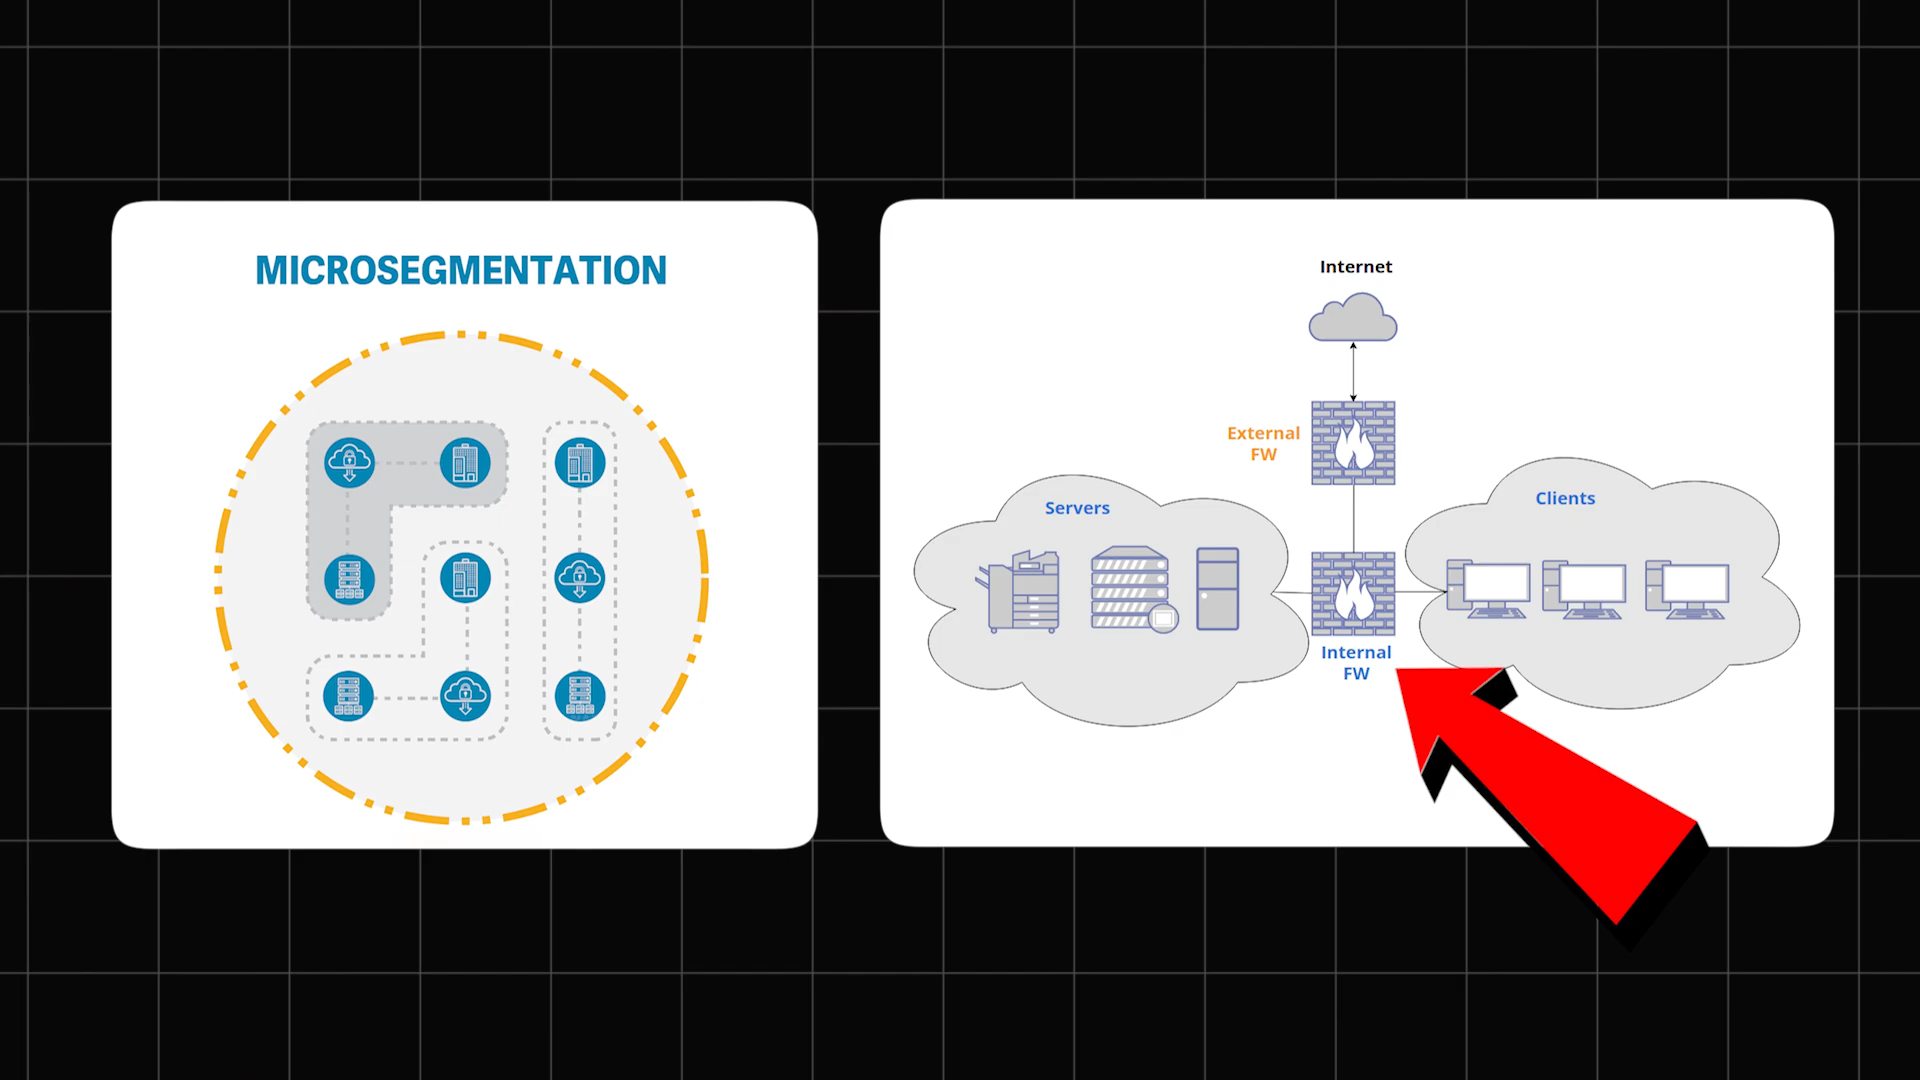 MICROSEGMENTATION
Internet
External
FW
Servers
Clients
Internal
FW